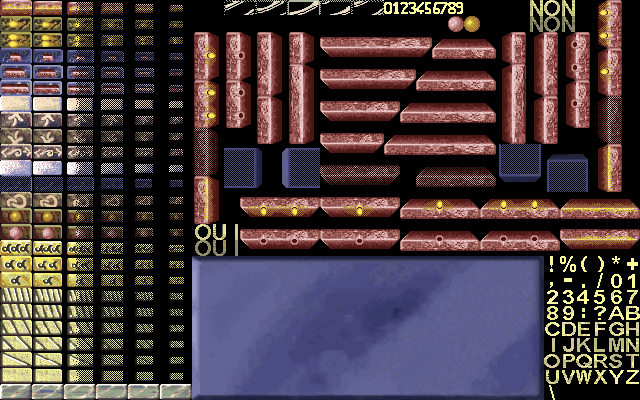 0123456789
NON
NON
OU
OU
!%()*+
,-./01
234567
89:?AB
CDEFGH
IJKLMN
OPQRST
UVWXYZ
\